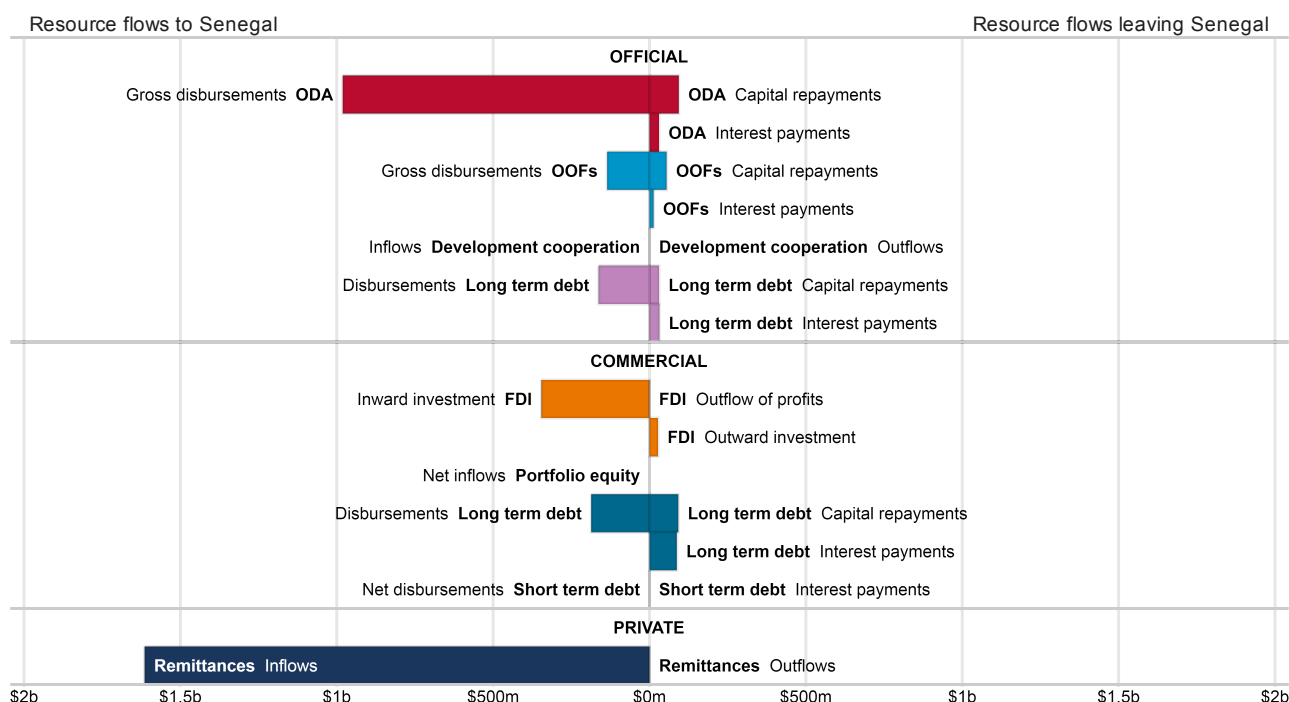 Resource flows to Senegal Resource flows leaving Senegal
OFFICIAL
Gross disbursements ODA ODA Capital repayments
ODA Interest payments
Gross disbursements OOFs OOFs Capital repayments
OOFs Interest payments
Inflows Development cooperation Development cooperation Outflows
Disbursements Long term debt Long term debt Capital repayments
Long term debt Interest payments
COMMERCIAL
Inward investment FDI FDI Outflow of profits
FDI Outward investment
Net inflows Portfolio equity
Disbursements Long term debt Long term debt Capital repayments
Long term debt Interest payments
Net disbursements Short term debt Short term debt Interest payments
PRIVATE
Remittances Inflows Remittances Outflows
$2b $1.5b $1b $500m $0m $500m $1b $1.5b $2b